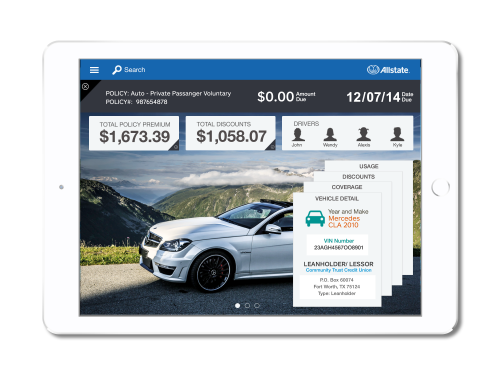 Search
Allstate.
POLICY: Auto - Private Passanger Voluntary
POLICY#: 987654878
$0.00 Amount Due
12/07/14 Date Due
TOTAL POLICY PREMIUM
$1,673.39
TOTAL DISCOUNTS
$1,058.07
DRIVERS
John Wendy Alexis Kyle
USAGE
DISCOUNTS
COVERAGE
VEHICLE DETAIL
Year and Make
Mercedes
CLA 2010
VIN Number
23AGH4567OO8901
LEANHOLDER/ LESSOR
Community Trust Credit Union
P.O. Box 60074
Fort Worth, TX 75124
Type: Leanholder